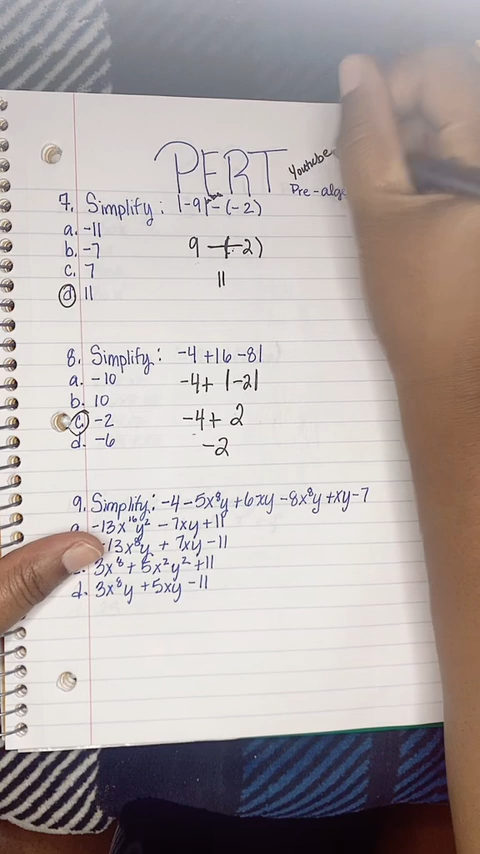 PERT
Youtube
Pre-alg
7. Simplify: |-9|-(-2)
a. -11
b. -7
c. 7
d. 11
9 -(-2)
11
8. Simplify: -4 +|6 -8|
a. -10
b. 10
c. -2
d. -6
-4+ |-2|
-4+ 2
-2
9. Simplify: -4 -5x⁸y +6xy -8x⁸y +xy -7
a. -13x¹⁶y² - 7xy +11
-13x⁸y + 7xy -11
3x⁸ + 5x²y² +11
d. 3x⁸y +5xy -11